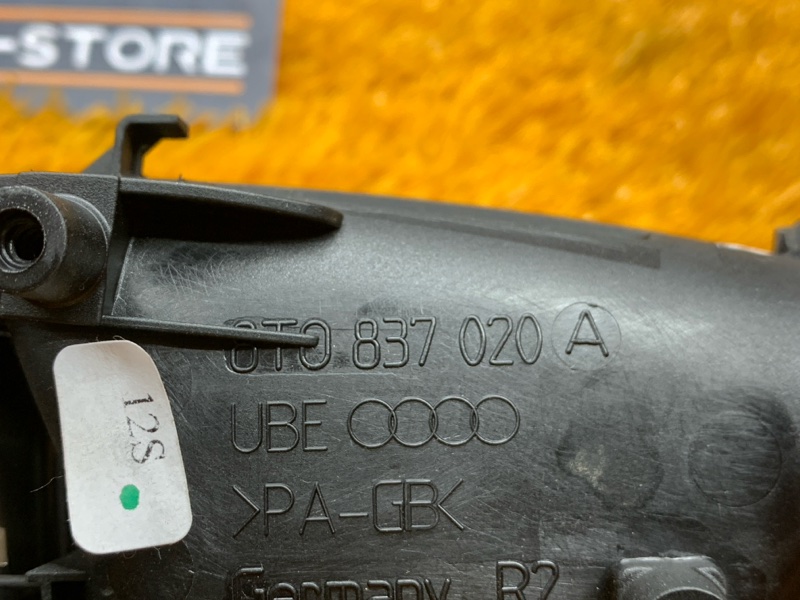 -STORE
8T0 837 020 A
UBE
>PA-GB<
Germany R2
12S